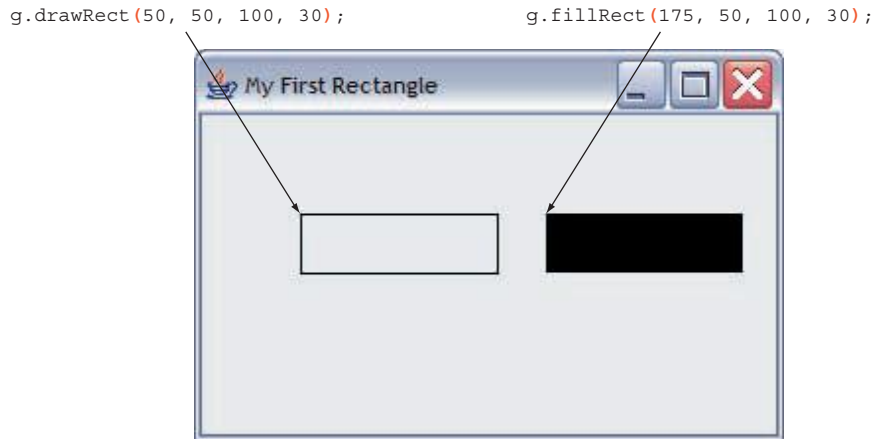 g.drawRect(50, 50, 100, 30);
g.fillRect(175, 50, 100, 30);
My First Rectangle